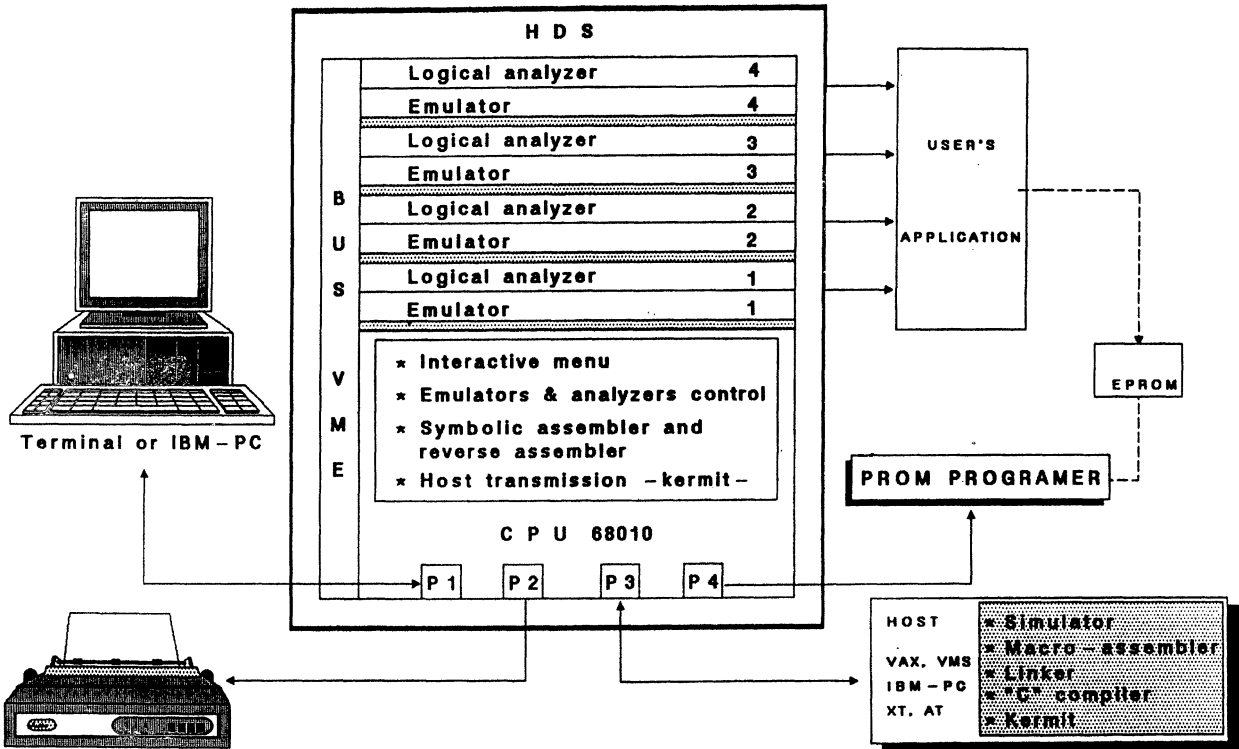 H D S
Logical analyzer 4
Emulator 4
Logical analyzer 3
Emulator 3
Logical analyzer 2
Emulator 2
Logical analyzer 1
Emulator 1
B U S V M E
* Interactive menu
* Emulators & analyzers control
* Symbolic assembler and
reverse assembler
* Host transmission -kermit-
C P U 68010
P 1
P 2
P 3
P 4
Terminal or IBM-PC
USER'S
APPLICATION
EPROM
PROM PROGRAMER
HOST
VAX, VMS
IBM-PC
XT, AT
* Simulator
* Macro-assembler
* Linker
* "C" compiler
* Kermit